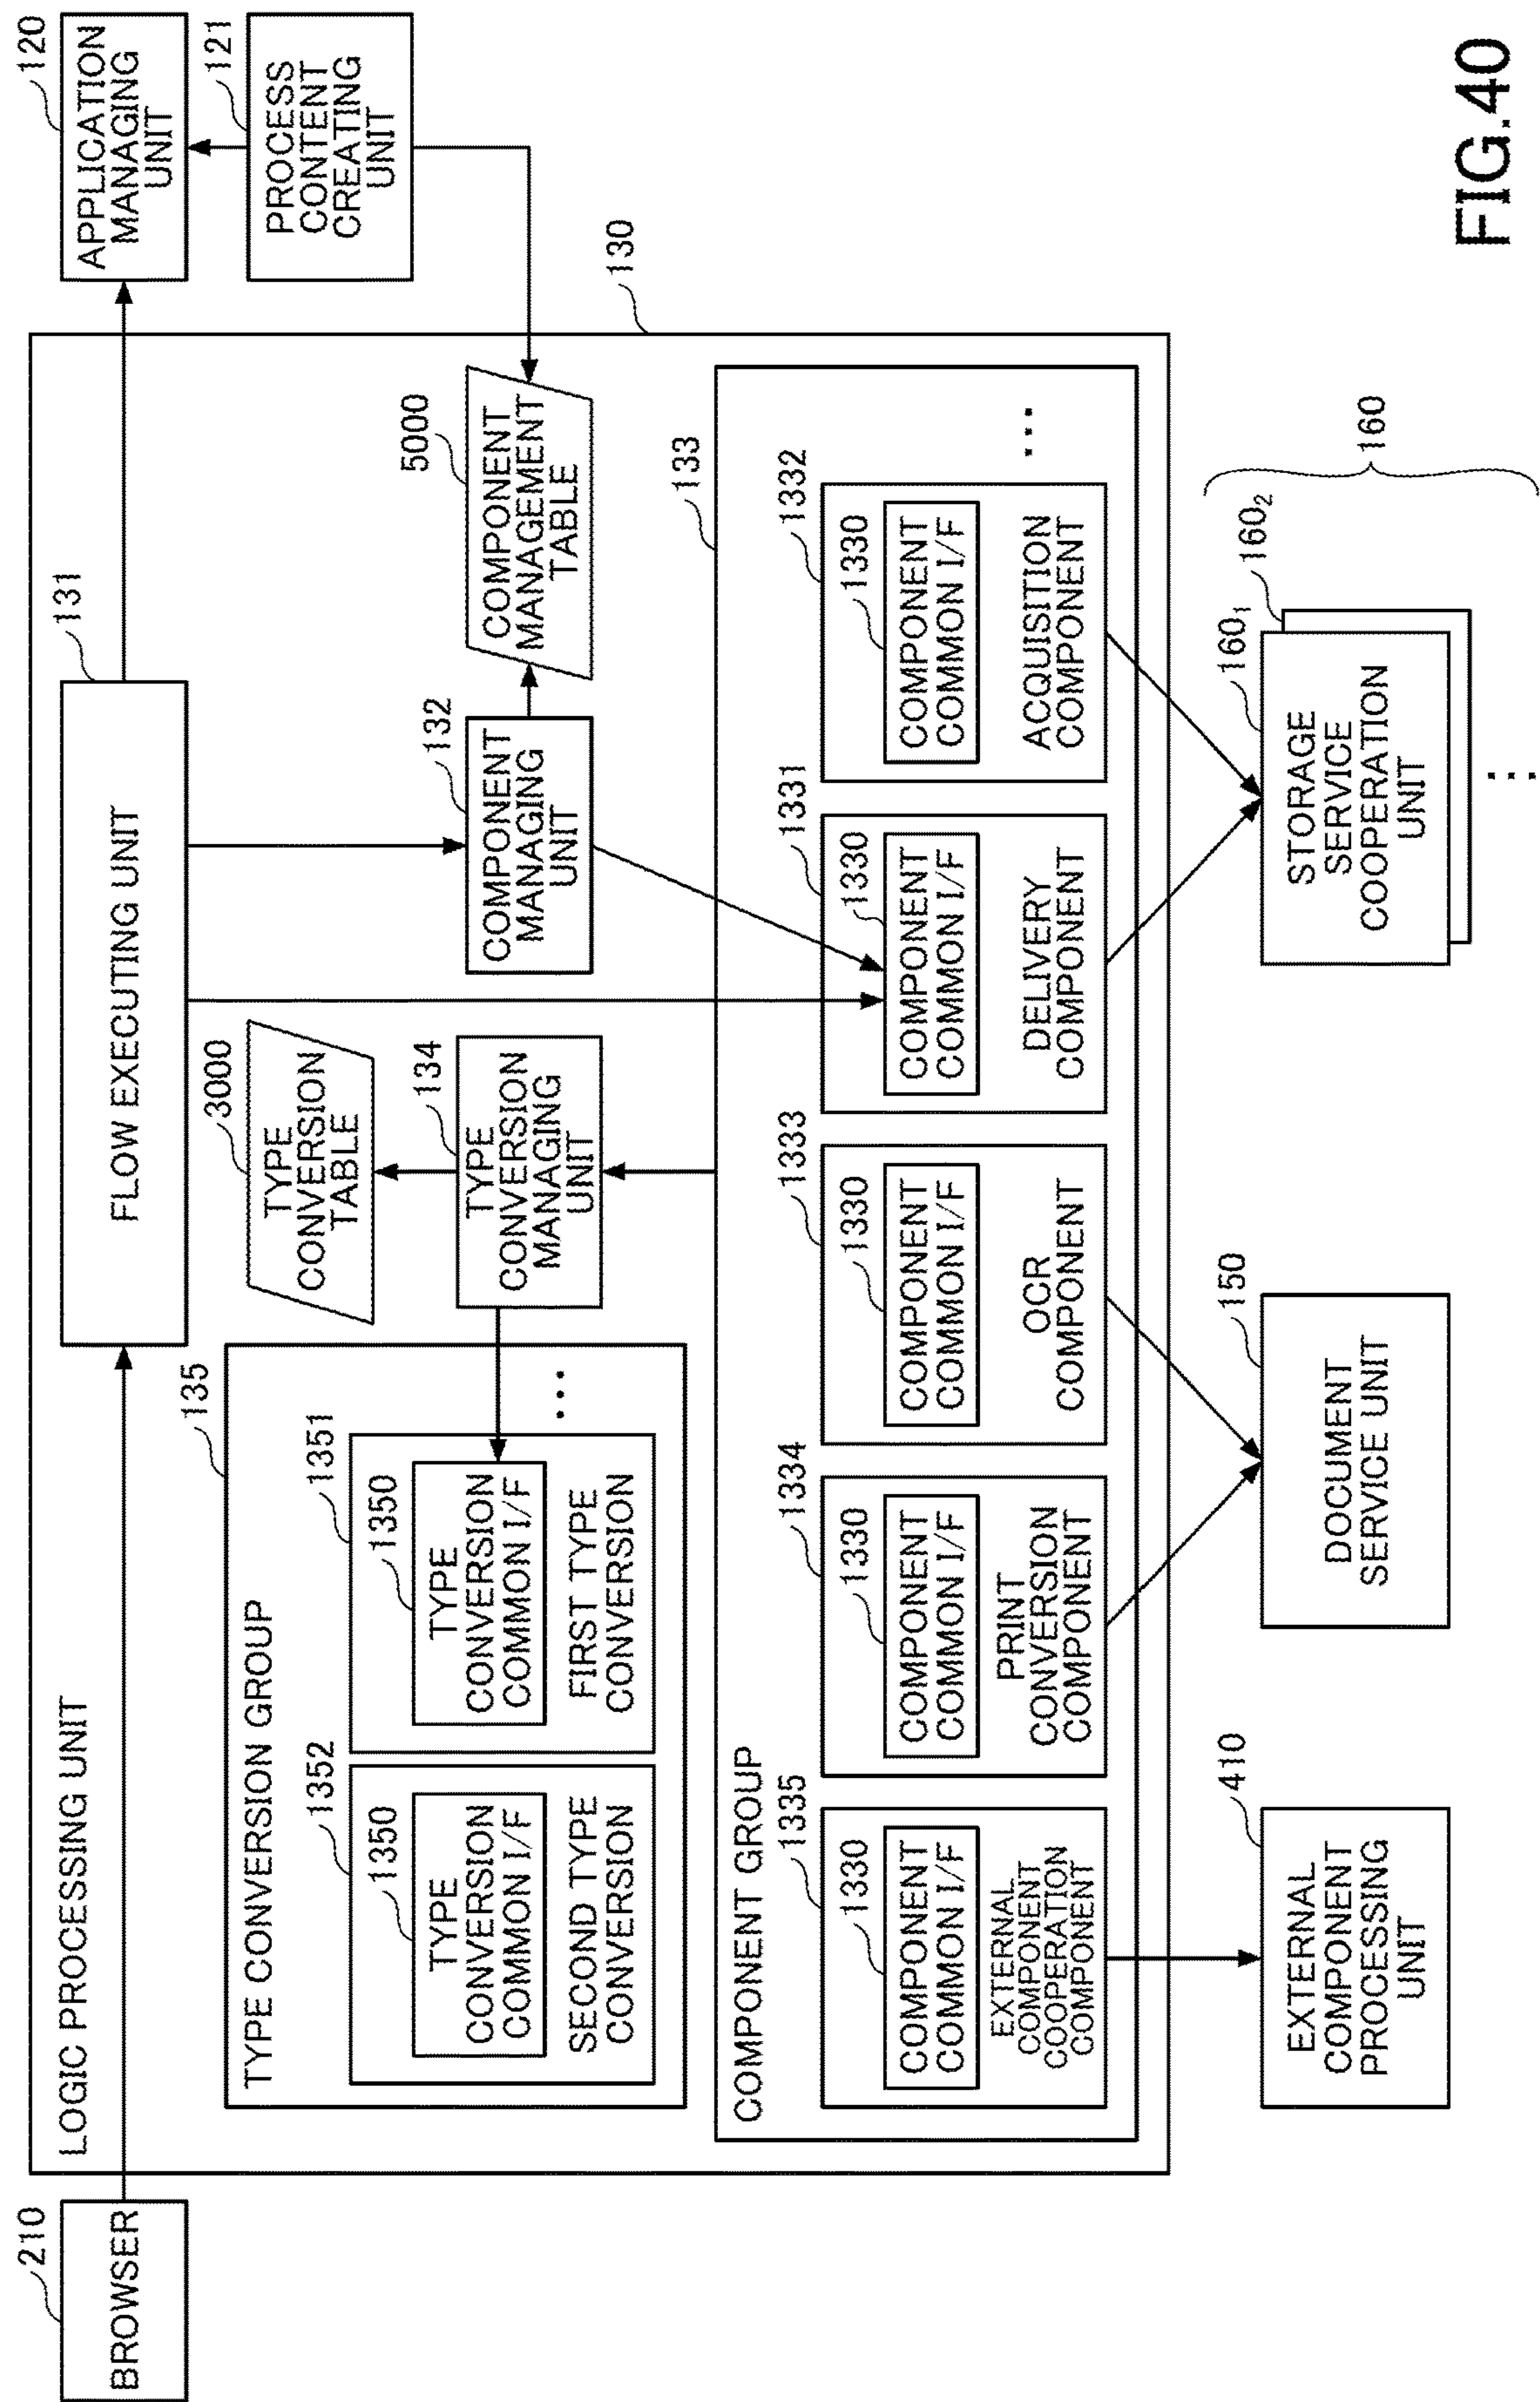 210
BROWSER
LOGIC PROCESSING UNIT
131
FLOW EXECUTING UNIT
120
APPLICATION
MANAGING
UNIT
121
PROCESS
CONTENT
CREATING
UNIT
130
135
TYPE CONVERSION GROUP
1352
1350
TYPE
CONVERSION
COMMON I/F
SECOND TYPE
CONVERSION
1351
1350
TYPE
CONVERSION
COMMON I/F
FIRST TYPE
CONVERSION
...
3000
TYPE
CONVERSION
TABLE
134
TYPE
CONVERSION
MANAGING
UNIT
132
COMPONENT
MANAGING
UNIT
5000
COMPONENT
MANAGEMENT
TABLE
133
COMPONENT GROUP
1335
1330
COMPONENT
COMMON I/F
EXTERNAL
COMPONENT
COOPERATION
COMPONENT
1334
1330
COMPONENT
COMMON I/F
PRINT
CONVERSION
COMPONENT
1333
1330
COMPONENT
COMMON I/F
OCR
COMPONENT
1331
1330
COMPONENT
COMMON I/F
DELIVERY
COMPONENT
1332
1330
COMPONENT
COMMON I/F
ACQUISITION
COMPONENT
...
410
EXTERNAL
COMPONENT
PROCESSING
UNIT
150
DOCUMENT
SERVICE UNIT
160₁
160₂
160
STORAGE
SERVICE
COOPERATION
UNIT
...
FIG.40